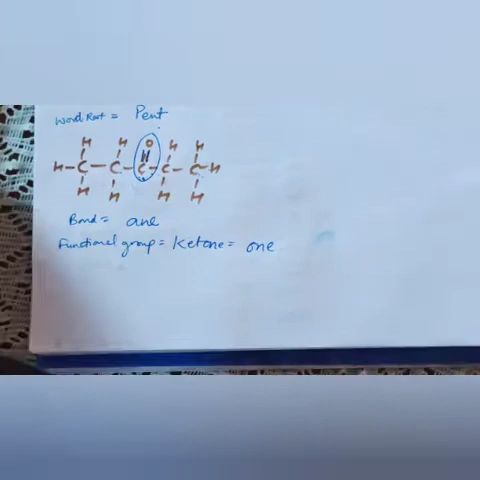 Word Root = Pent
H H O H H
H-C-C-C-C-C-H
H H H H
Bond = ane
Functional group = Ketone = one